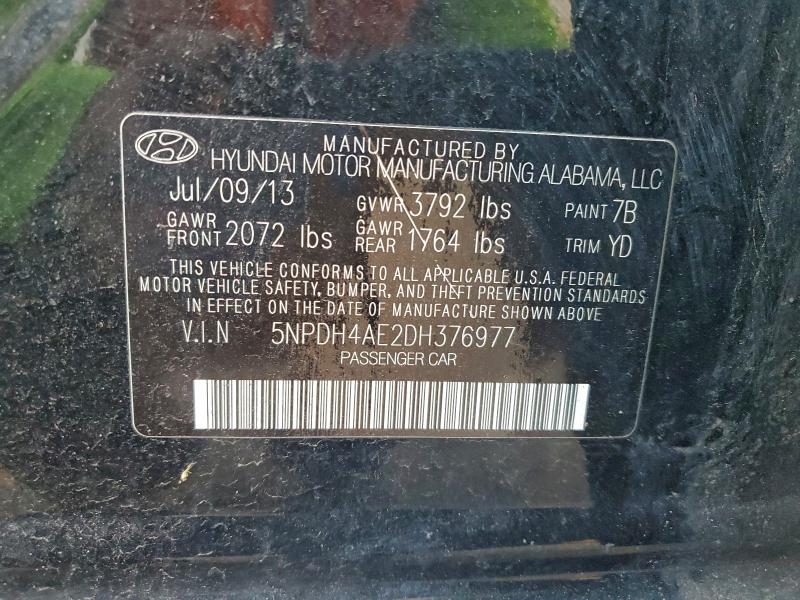 MANUFACTURED BY
HYUNDAI MOTOR MANUFACTURING ALABAMA, LLC
Jul/09/13 GVWR 3792 lbs PAINT 7B
GAWR FRONT 2072 lbs GAWR REAR 1764 lbs TRIM YD
THIS VEHICLE CONFORMS TO ALL APPLICABLE U.S.A. FEDERAL
MOTOR VEHICLE SAFETY, BUMPER, AND THEFT PREVENTION STANDARDS
IN EFFECT ON THE DATE OF MANUFACTURE SHOWN ABOVE.
V.I.N 5NPDH4AE2DH376977
PASSENGER CAR